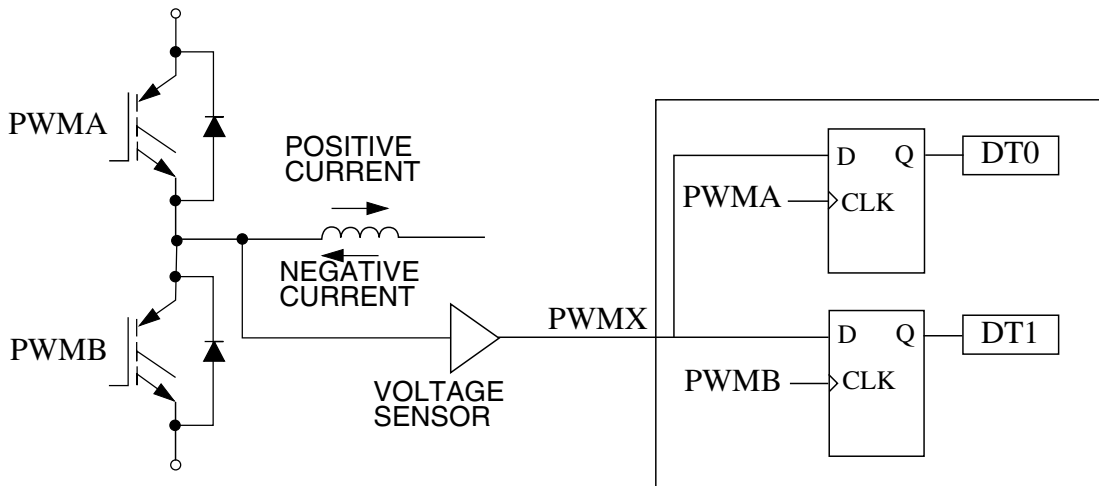 PWMA
POSITIVE
CURRENT
NEGATIVE
CURRENT
PWMB
VOLTAGE
SENSOR
PWMX
D
Q
DT0
PWMA
CLK
D
Q
DT1
PWMB
CLK